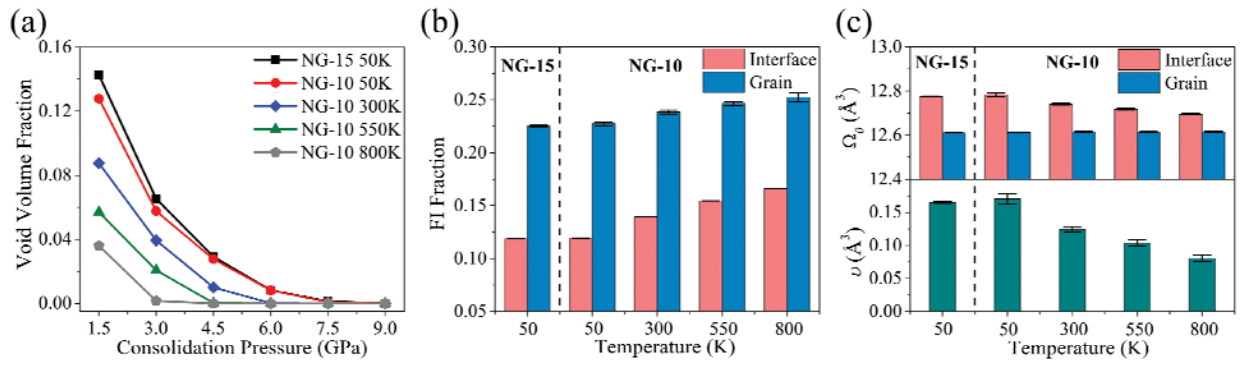 (a)
0.16
0.12
0.08
0.04
0.00
Void Volume Fraction
NG-15 50K
NG-10 50K
NG-10 300K
NG-10 550K
NG-10 800K
1.5 3.0 4.5 6.0 7.5 9.0
Consolidation Pressure (GPa)
(b)
0.30
0.25
0.20
0.15
0.10
0.05
FI Fraction
NG-15
NG-10
Interface
Grain
50 50 300 550 800
Temperature (K)
(c)
13.0
12.8
12.6
12.4
Ω₀ (Å³)
NG-15
NG-10
Interface
Grain
0.15
0.10
0.05
0.00
υ (Å³)
50 50 300 550 800
Temperature (K)